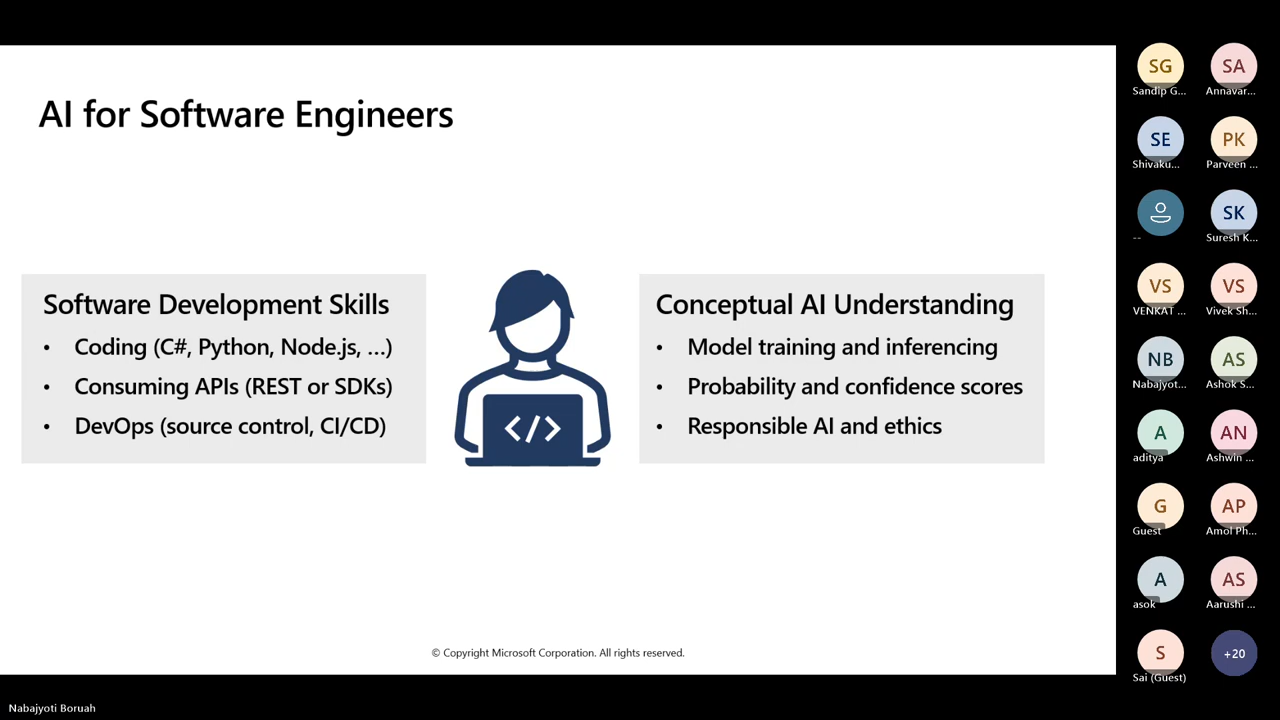 AI for Software Engineers
Software Development Skills
• Coding (C#, Python, Node.js, ...)
• Consuming APIs (REST or SDKs)
• DevOps (source control, CI/CD)
</>
Conceptual AI Understanding
• Model training and inferencing
• Probability and confidence scores
• Responsible AI and ethics
© Copyright Microsoft Corporation. All rights reserved.
SG
Sandip G...
SA
Annavar...
SE
Shivaku...
PK
Parveen ...
--
SK
Suresh K...
VS
VENKAT ...
VS
Vivek Sh...
NB
Nabajyot...
AS
Ashok S...
A
aditya
AN
Ashwin ...
G
Guest
AP
Amol Ph...
A
asok
AS
Aarushi ...
S
Sai (Guest)
+20
Nabajyoti Boruah